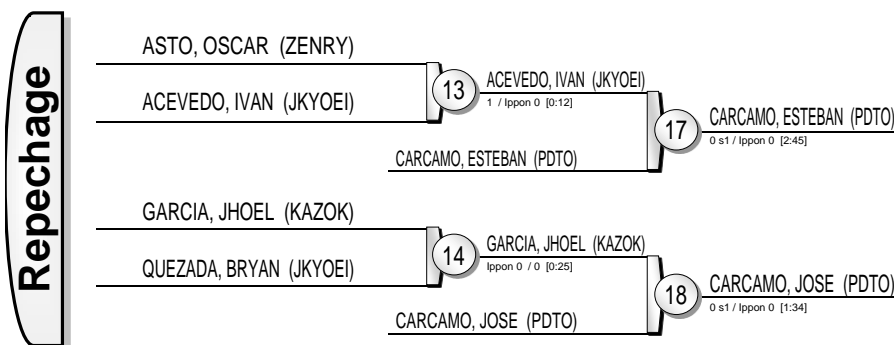 Repechage
ASTO, OSCAR (ZENRY)
ACEVEDO, IVAN (JKYOEI)
13
ACEVEDO, IVAN (JKYOEI)
1 / Ippon 0 [0:12]
CARCAMO, ESTEBAN (PDTO)
17
CARCAMO, ESTEBAN (PDTO)
0 s1 / Ippon 0 [2:45]
GARCIA, JHOEL (KAZOK)
QUEZADA, BRYAN (JKYOEI)
14
GARCIA, JHOEL (KAZOK)
Ippon 0 / 0 [0:25]
CARCAMO, JOSE (PDTO)
18
CARCAMO, JOSE (PDTO)
0 s1 / Ippon 0 [1:34]